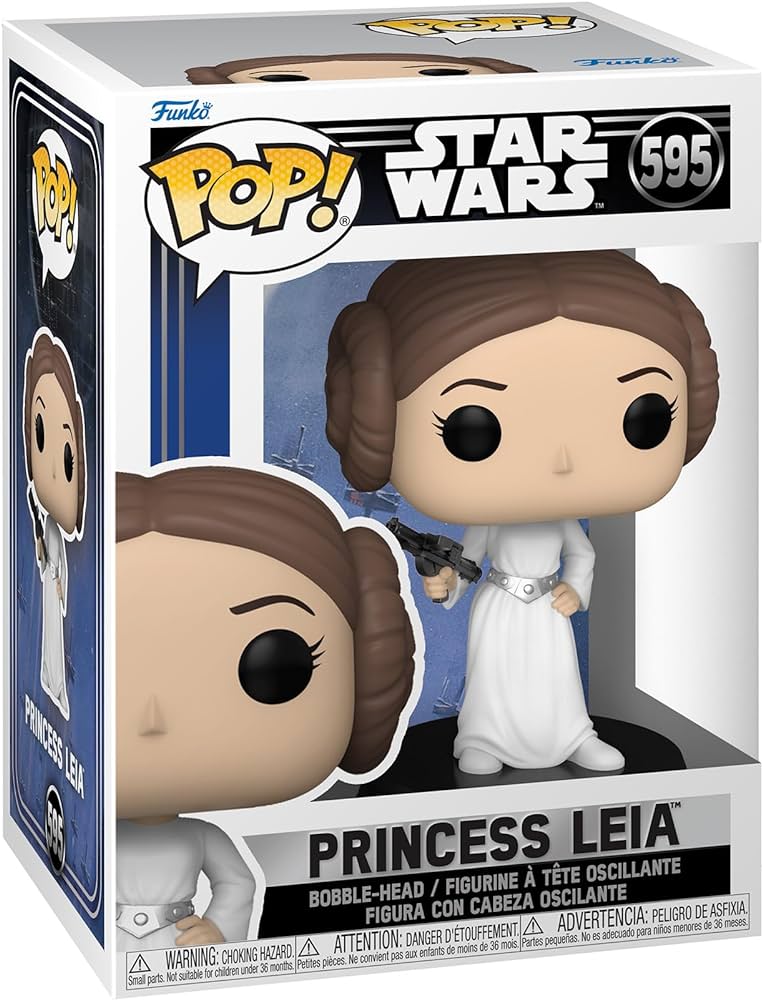 Funko
Funko
POP!®
STAR
WARS™
595
POP!
PRINCESS LEIA
595
PRINCESS LEIA™
BOBBLE-HEAD / FIGURINE À TÊTE OSCILLANTE
FIGURA CON CABEZA OSCILANTE
WARNING: CHOKING HAZARD.
Small parts. Not suitable for children under 36 months.
ATTENTION: DANGER D'ÉTOUFFEMENT.
Petites pièces. Ne convient pas aux enfants de moins de 36 mois.
ADVERTENCIA: PELIGRO DE ASFIXIA.
Partes pequeñas. No es adecuado para niños menores de 36 meses.